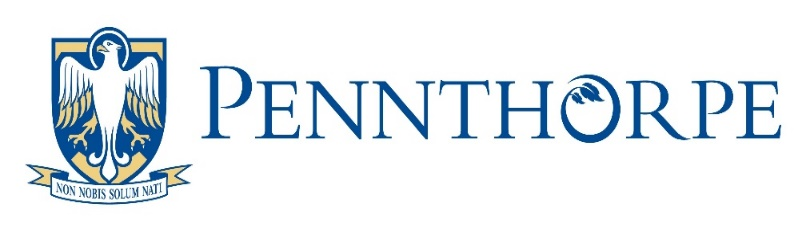 PENNTHORPE
NON NOBIS SOLUM NATI